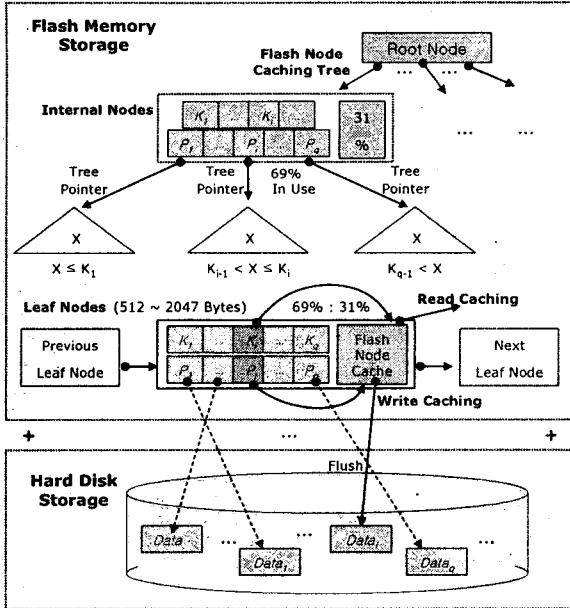 Flash Memory
Storage
Flash Node
Caching Tree
Root Node
... ...
Internal Nodes
K1 ... Ki ...
31
%
P1 ... Pi ... Pq
... ...
Tree
Pointer
Tree
Pointer
69%
In Use
Tree
Pointer
X
X
X
X ≤ K1
Ki-1 < X ≤ Ki
Kq-1 < X
Leaf Nodes (512 ~ 2047 Bytes)
69% : 31%
Read Caching
Previous
Leaf Node
K1 ... Ki ... Kq
P1 ... Pi ... Pq
Flash
Node
Cache
Next
Leaf Node
Write Caching
+ ... +
Hard Disk
Storage
Flush
Data ... ... Datai ...
Data1 Dataq